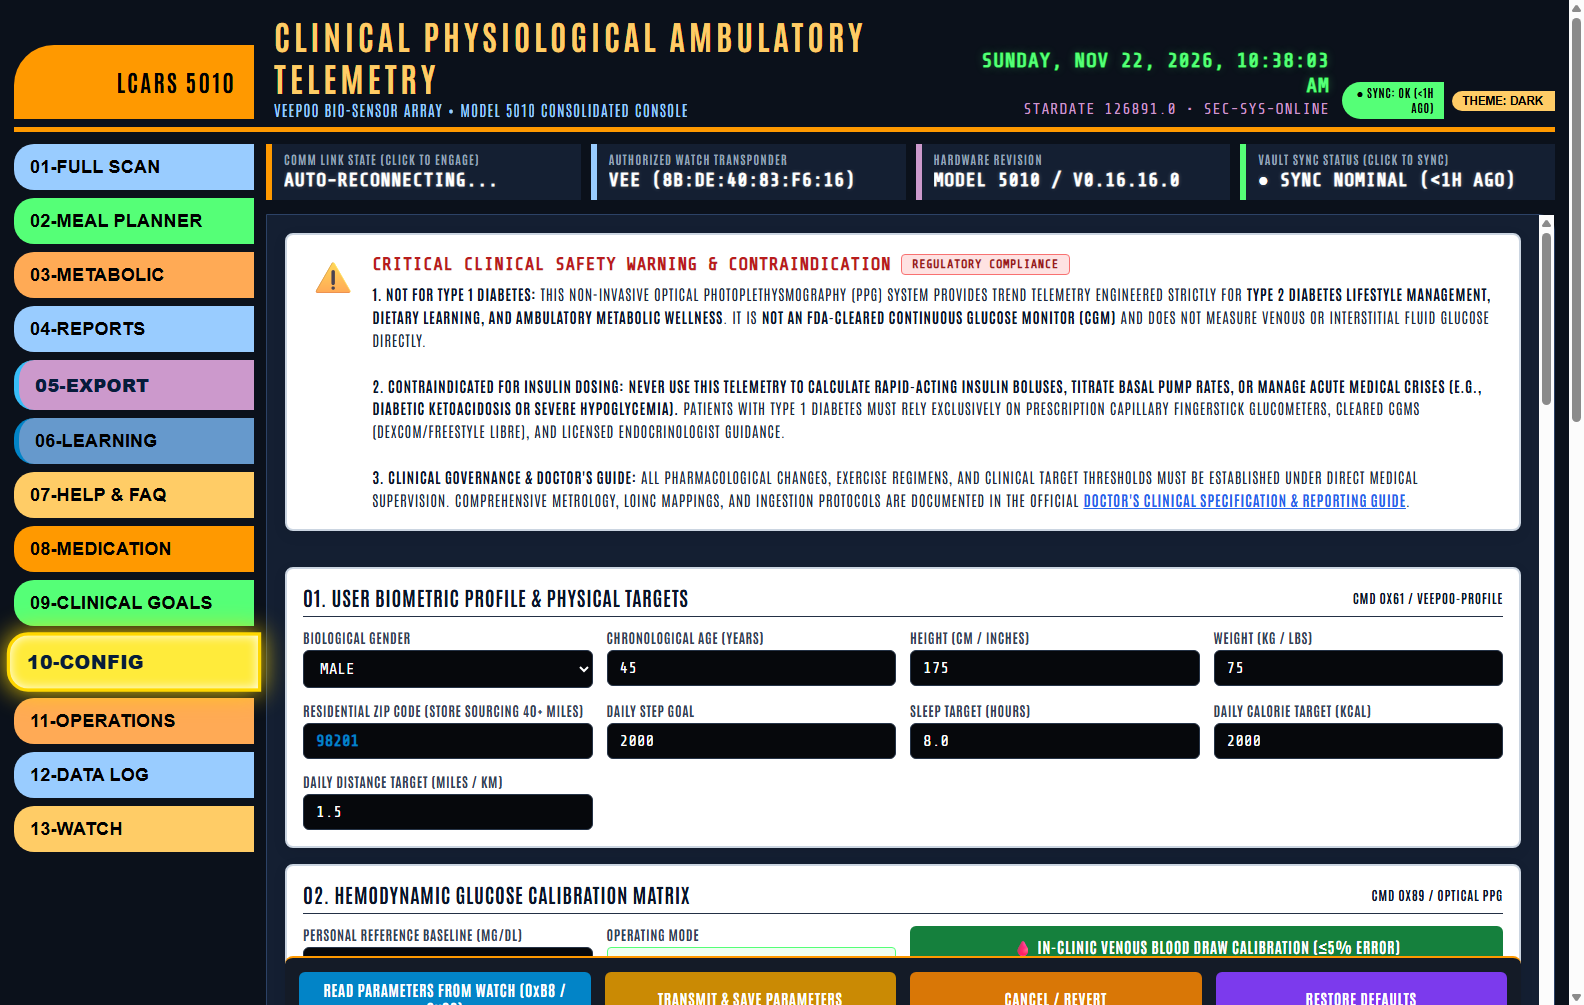 LCARS 5010
CLINICAL PHYSIOLOGICAL AMBULATORY
TELEMETRY
VEEPOO BIO-SENSOR ARRAY • MODEL 5010 CONSOLIDATED CONSOLE
SUNDAY, NOV 22, 2026, 10:38:03
AM
STARDATE 126891.0 · SEC-SYS-ONLINE
● SYNC: OK (<1H
AGO)
THEME: DARK
01-FULL SCAN
02-MEAL PLANNER
03-METABOLIC
04-REPORTS
05-EXPORT
06-LEARNING
07-HELP & FAQ
08-MEDICATION
09-CLINICAL GOALS
10-CONFIG
11-OPERATIONS
12-DATA LOG
13-WATCH
COMM LINK STATE (CLICK TO ENGAGE)
AUTO-RECONNECTING...
AUTHORIZED WATCH TRANSPONDER
VEE (8B:DE:40:83:F6:16)
HARDWARE REVISION
MODEL 5010 / V0.16.16.0
VAULT SYNC STATUS (CLICK TO SYNC)
● SYNC NOMINAL (<1H AGO)
CRITICAL CLINICAL SAFETY WARNING & CONTRAINDICATION
REGULATORY COMPLIANCE
1. NOT FOR TYPE 1 DIABETES: THIS NON-INVASIVE OPTICAL PHOTOPLETHYSMOGRAPHY (PPG) SYSTEM PROVIDES TREND TELEMETRY ENGINEERED STRICTLY FOR TYPE 2 DIABETES LIFESTYLE MANAGEMENT,
DIETARY LEARNING, AND AMBULATORY METABOLIC WELLNESS. IT IS NOT AN FDA-CLEARED CONTINUOUS GLUCOSE MONITOR (CGM) AND DOES NOT MEASURE VENOUS OR INTERSTITIAL FLUID GLUCOSE
DIRECTLY.
2. CONTRAINDICATED FOR INSULIN DOSING: NEVER USE THIS TELEMETRY TO CALCULATE RAPID-ACTING INSULIN BOLUSES, TITRATE BASAL PUMP RATES, OR MANAGE ACUTE MEDICAL CRISES (E.G.,
DIABETIC KETOACIDOSIS OR SEVERE HYPOGLYCEMIA). PATIENTS WITH TYPE 1 DIABETES MUST RELY EXCLUSIVELY ON PRESCRIPTION CAPILLARY FINGERSTICK GLUCOMETERS, CLEARED CGMS
(DEXCOM/FREESTYLE LIBRE), AND LICENSED ENDOCRINOLOGIST GUIDANCE.
3. CLINICAL GOVERNANCE & DOCTOR'S GUIDE: ALL PHARMACOLOGICAL CHANGES, EXERCISE REGIMENS, AND CLINICAL TARGET THRESHOLDS MUST BE ESTABLISHED UNDER DIRECT MEDICAL
SUPERVISION. COMPREHENSIVE METROLOGY, LOINC MAPPINGS, AND INGESTION PROTOCOLS ARE DOCUMENTED IN THE OFFICIAL DOCTOR'S CLINICAL SPECIFICATION & REPORTING GUIDE.
01. USER BIOMETRIC PROFILE & PHYSICAL TARGETS
CMD 0X61 / VEEPOO-PROFILE
BIOLOGICAL GENDER
MALE
CHRONOLOGICAL AGE (YEARS)
45
HEIGHT (CM / INCHES)
175
WEIGHT (KG / LBS)
75
RESIDENTIAL ZIP CODE (STORE SOURCING 40+ MILES)
98201
DAILY STEP GOAL
2000
SLEEP TARGET (HOURS)
8.0
DAILY CALORIE TARGET (KCAL)
2000
DAILY DISTANCE TARGET (MILES / KM)
1.5
02. HEMODYNAMIC GLUCOSE CALIBRATION MATRIX
CMD 0X89 / OPTICAL PPG
PERSONAL REFERENCE BASELINE (MG/DL)
OPERATING MODE
IN-CLINIC VENOUS BLOOD DRAW CALIBRATION (≤5% ERROR)
READ PARAMETERS FROM WATCH (0XB8 /
TRANSMIT & SAVE PARAMETERS
CANCEL / REVERT
RESTORE DEFAULTS